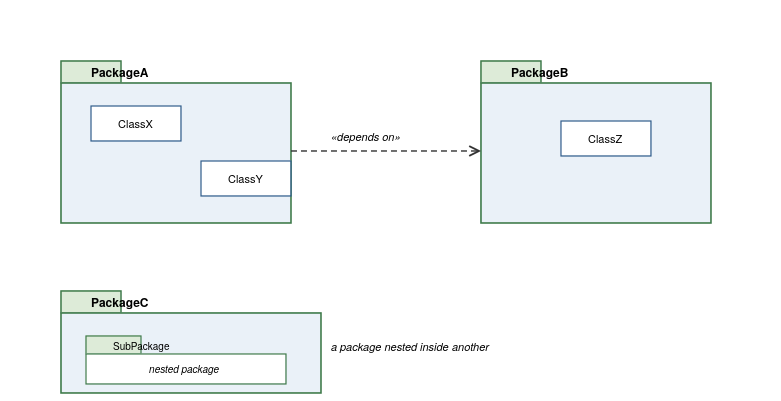 PackageA
PackageB
ClassX
«depends on»
ClassZ
ClassY
PackageC
SubPackage
a package nested inside another
nested package